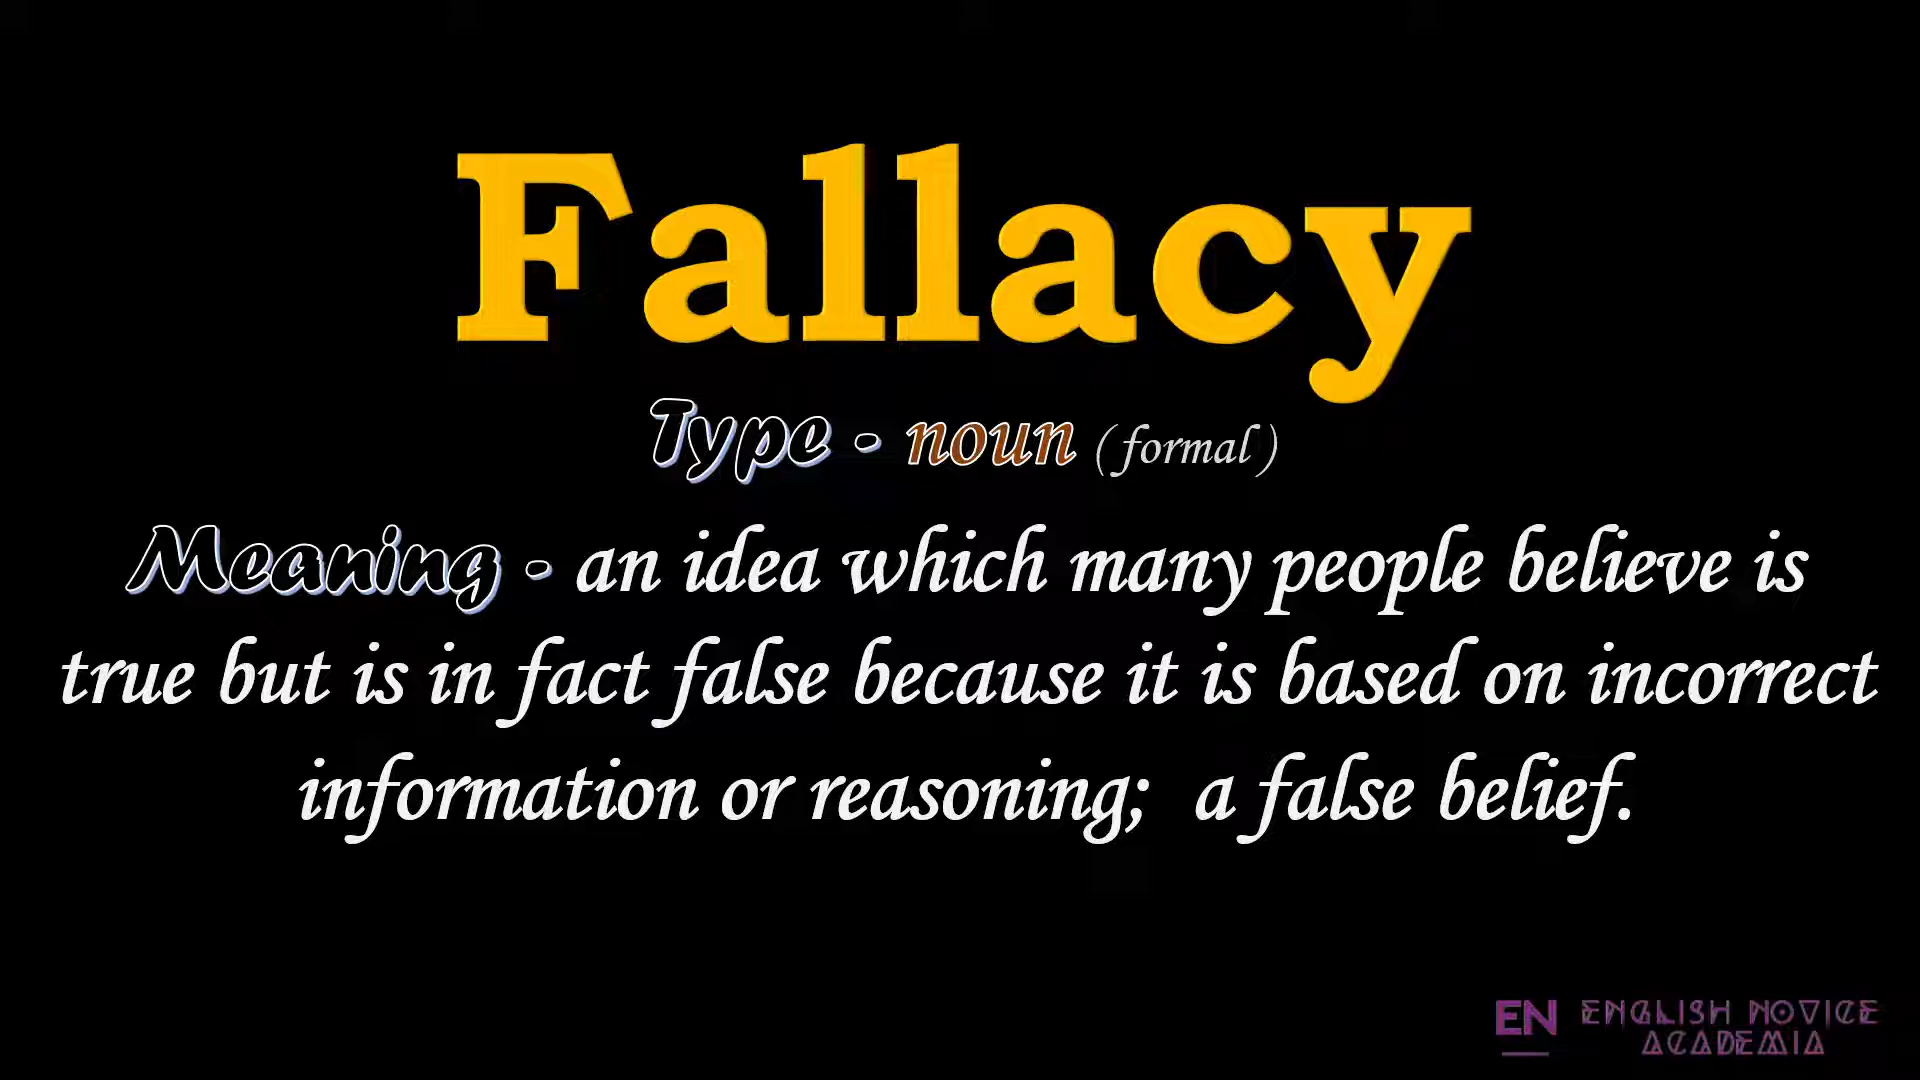 Fallacy
Type - noun (formal)
Meaning - an idea which many people believe is
true but is in fact false because it is based on incorrect
information or reasoning; a false belief.
EN ENGLISH NOVICE
ACADEMIA